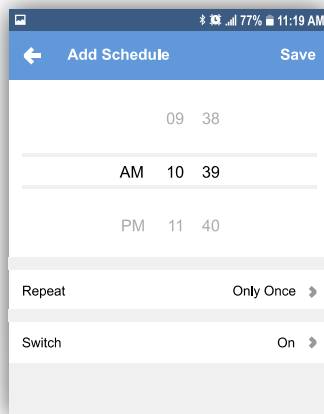 77% 11:19 AM
Add Schedule Save
09 38
AM 10 39
PM 11 40
Repeat Only Once
Switch On